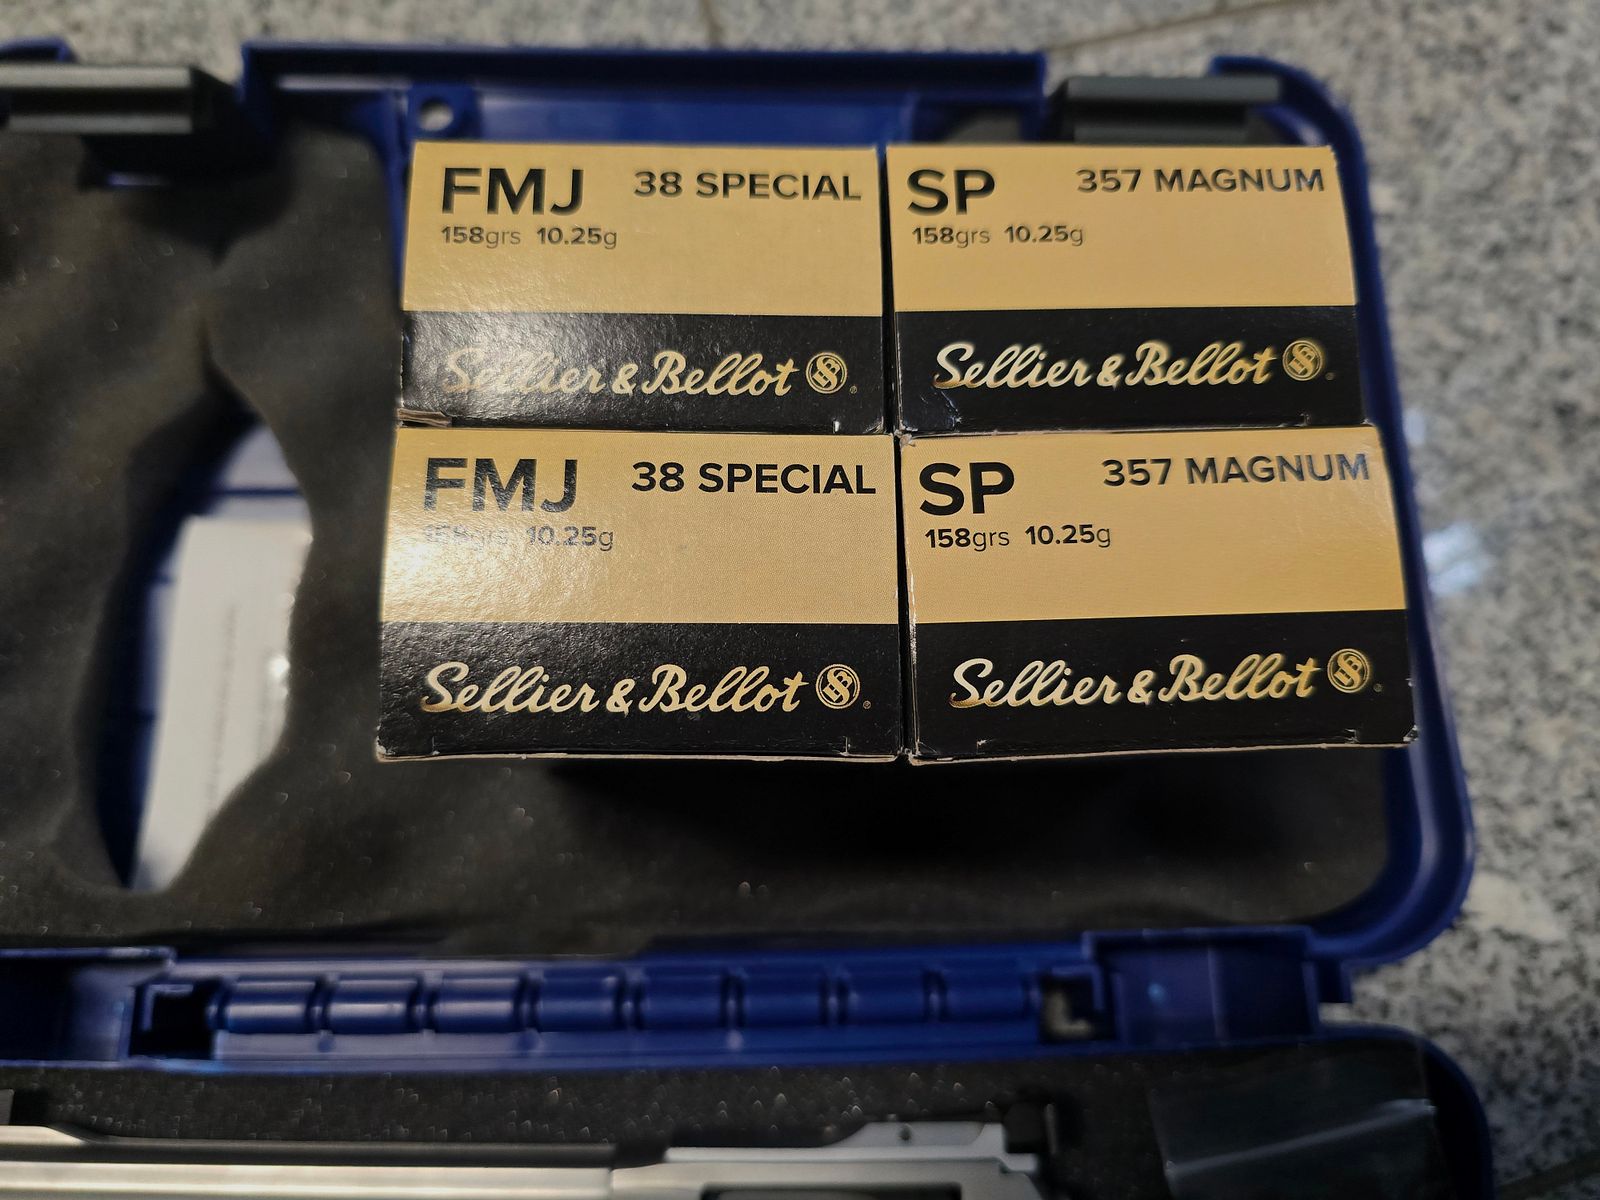 FMJ 38 SPECIAL
158grs 10.25g
Sellier & Bellot
SP 357 MAGNUM
158grs 10.25g
Sellier & Bellot
FMJ 38 SPECIAL
158grs 10.25g
Sellier & Bellot
SP 357 MAGNUM
158grs 10.25g
Sellier & Bellot